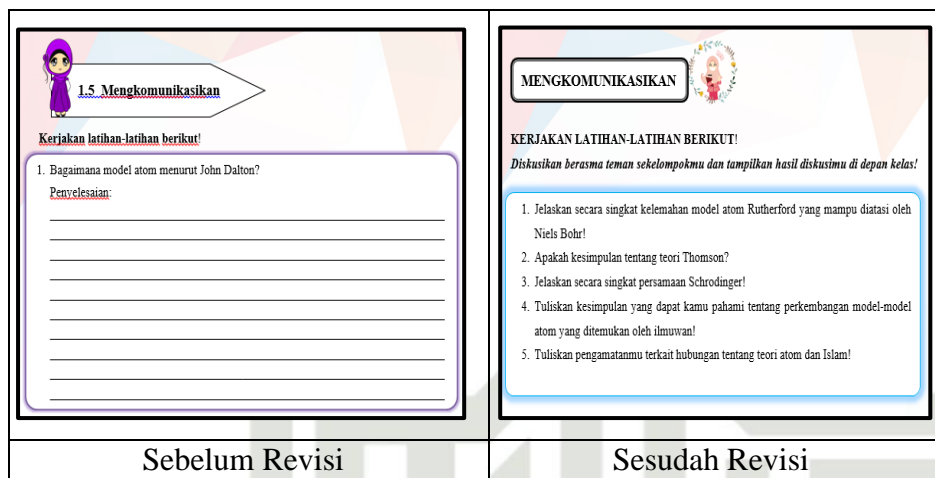 1.5 Mengkomunikasikan
Kerjakan latihan-latihan berikut!
1. Bagaimana model atom menurut John Dalton?
Penyelesaian:
Sebelum Revisi
MENGKOMUNIKASIKAN
KERJAKAN LATIHAN-LATIHAN BERIKUT!
Diskusikan berasma teman sekelompokmu dan tampilkan hasil diskusimu di depan kelas!
1. Jelaskan secara singkat kelemahan model atom Rutherford yang mampu diatasi oleh
Niels Bohr!
2. Apakah kesimpulan tentang teori Thomson?
3. Jelaskan secara singkat persamaan Schrodinger!
4. Tuliskan kesimpulan yang dapat kamu pahami tentang perkembangan model-model
atom yang ditemukan oleh ilmuwan!
5. Tuliskan pengamatanmu terkait hubungan tentang teori atom dan Islam!
Sesudah Revisi